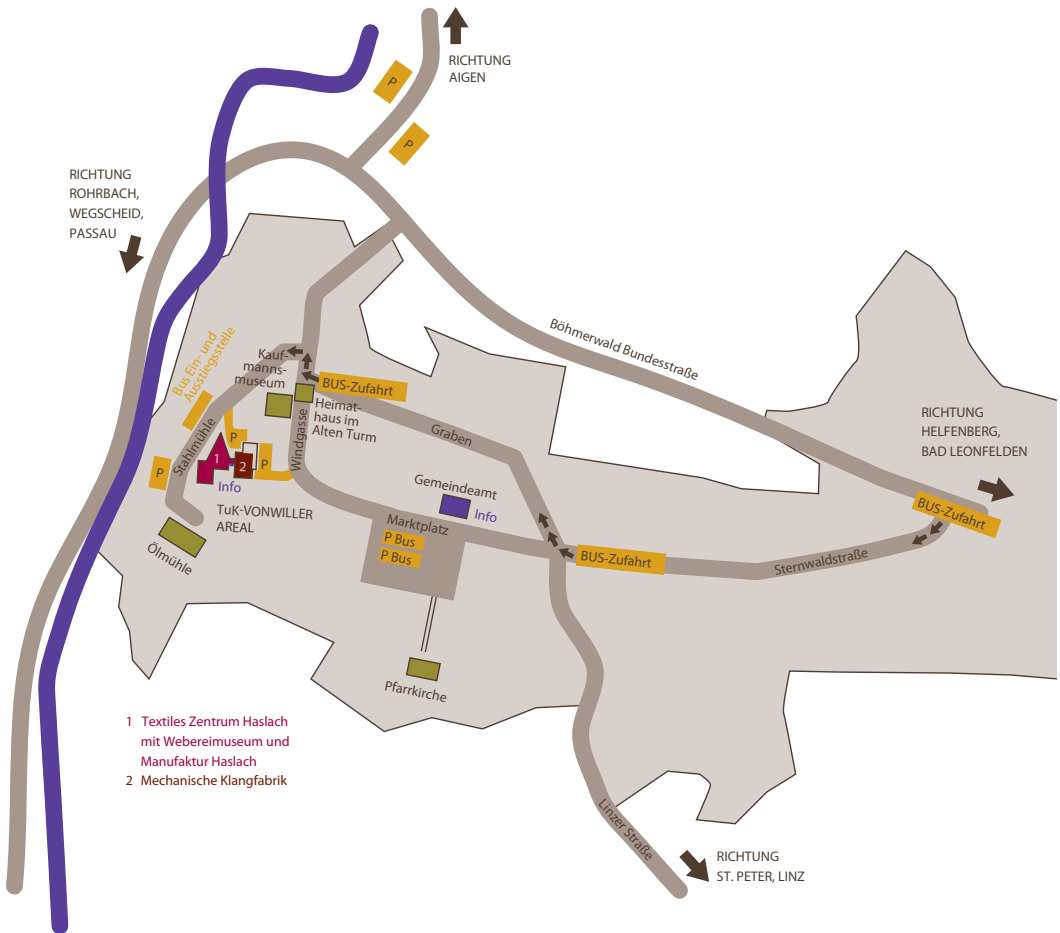 RICHTUNG
AIGEN
P
P
RICHTUNG
ROHRBACH,
WEGSCHEID,
PASSAU
Böhmerwald Bundesstraße
Bus Ein- und
Ausstiegsstelle
Kauf-
manns-
museum
BUS-Zufahrt
Heimat-
haus im
Alten Turm
Graben
Windgasse
Stahlmühle
P
P
P
1
2
Info
TuK-VONWILLER
AREAL
Ölmühle
Gemeindeamt
Info
Marktplatz
P Bus
P Bus
BUS-Zufahrt
Sternwaldstraße
BUS-Zufahrt
RICHTUNG
HELFENBERG,
BAD LEONFELDEN
Pfarrkirche
1 Textiles Zentrum Haslach
mit Webereimuseum und
Manufaktur Haslach
2 Mechanische Klangfabrik
Linzer Straße
RICHTUNG
ST. PETER, LINZ